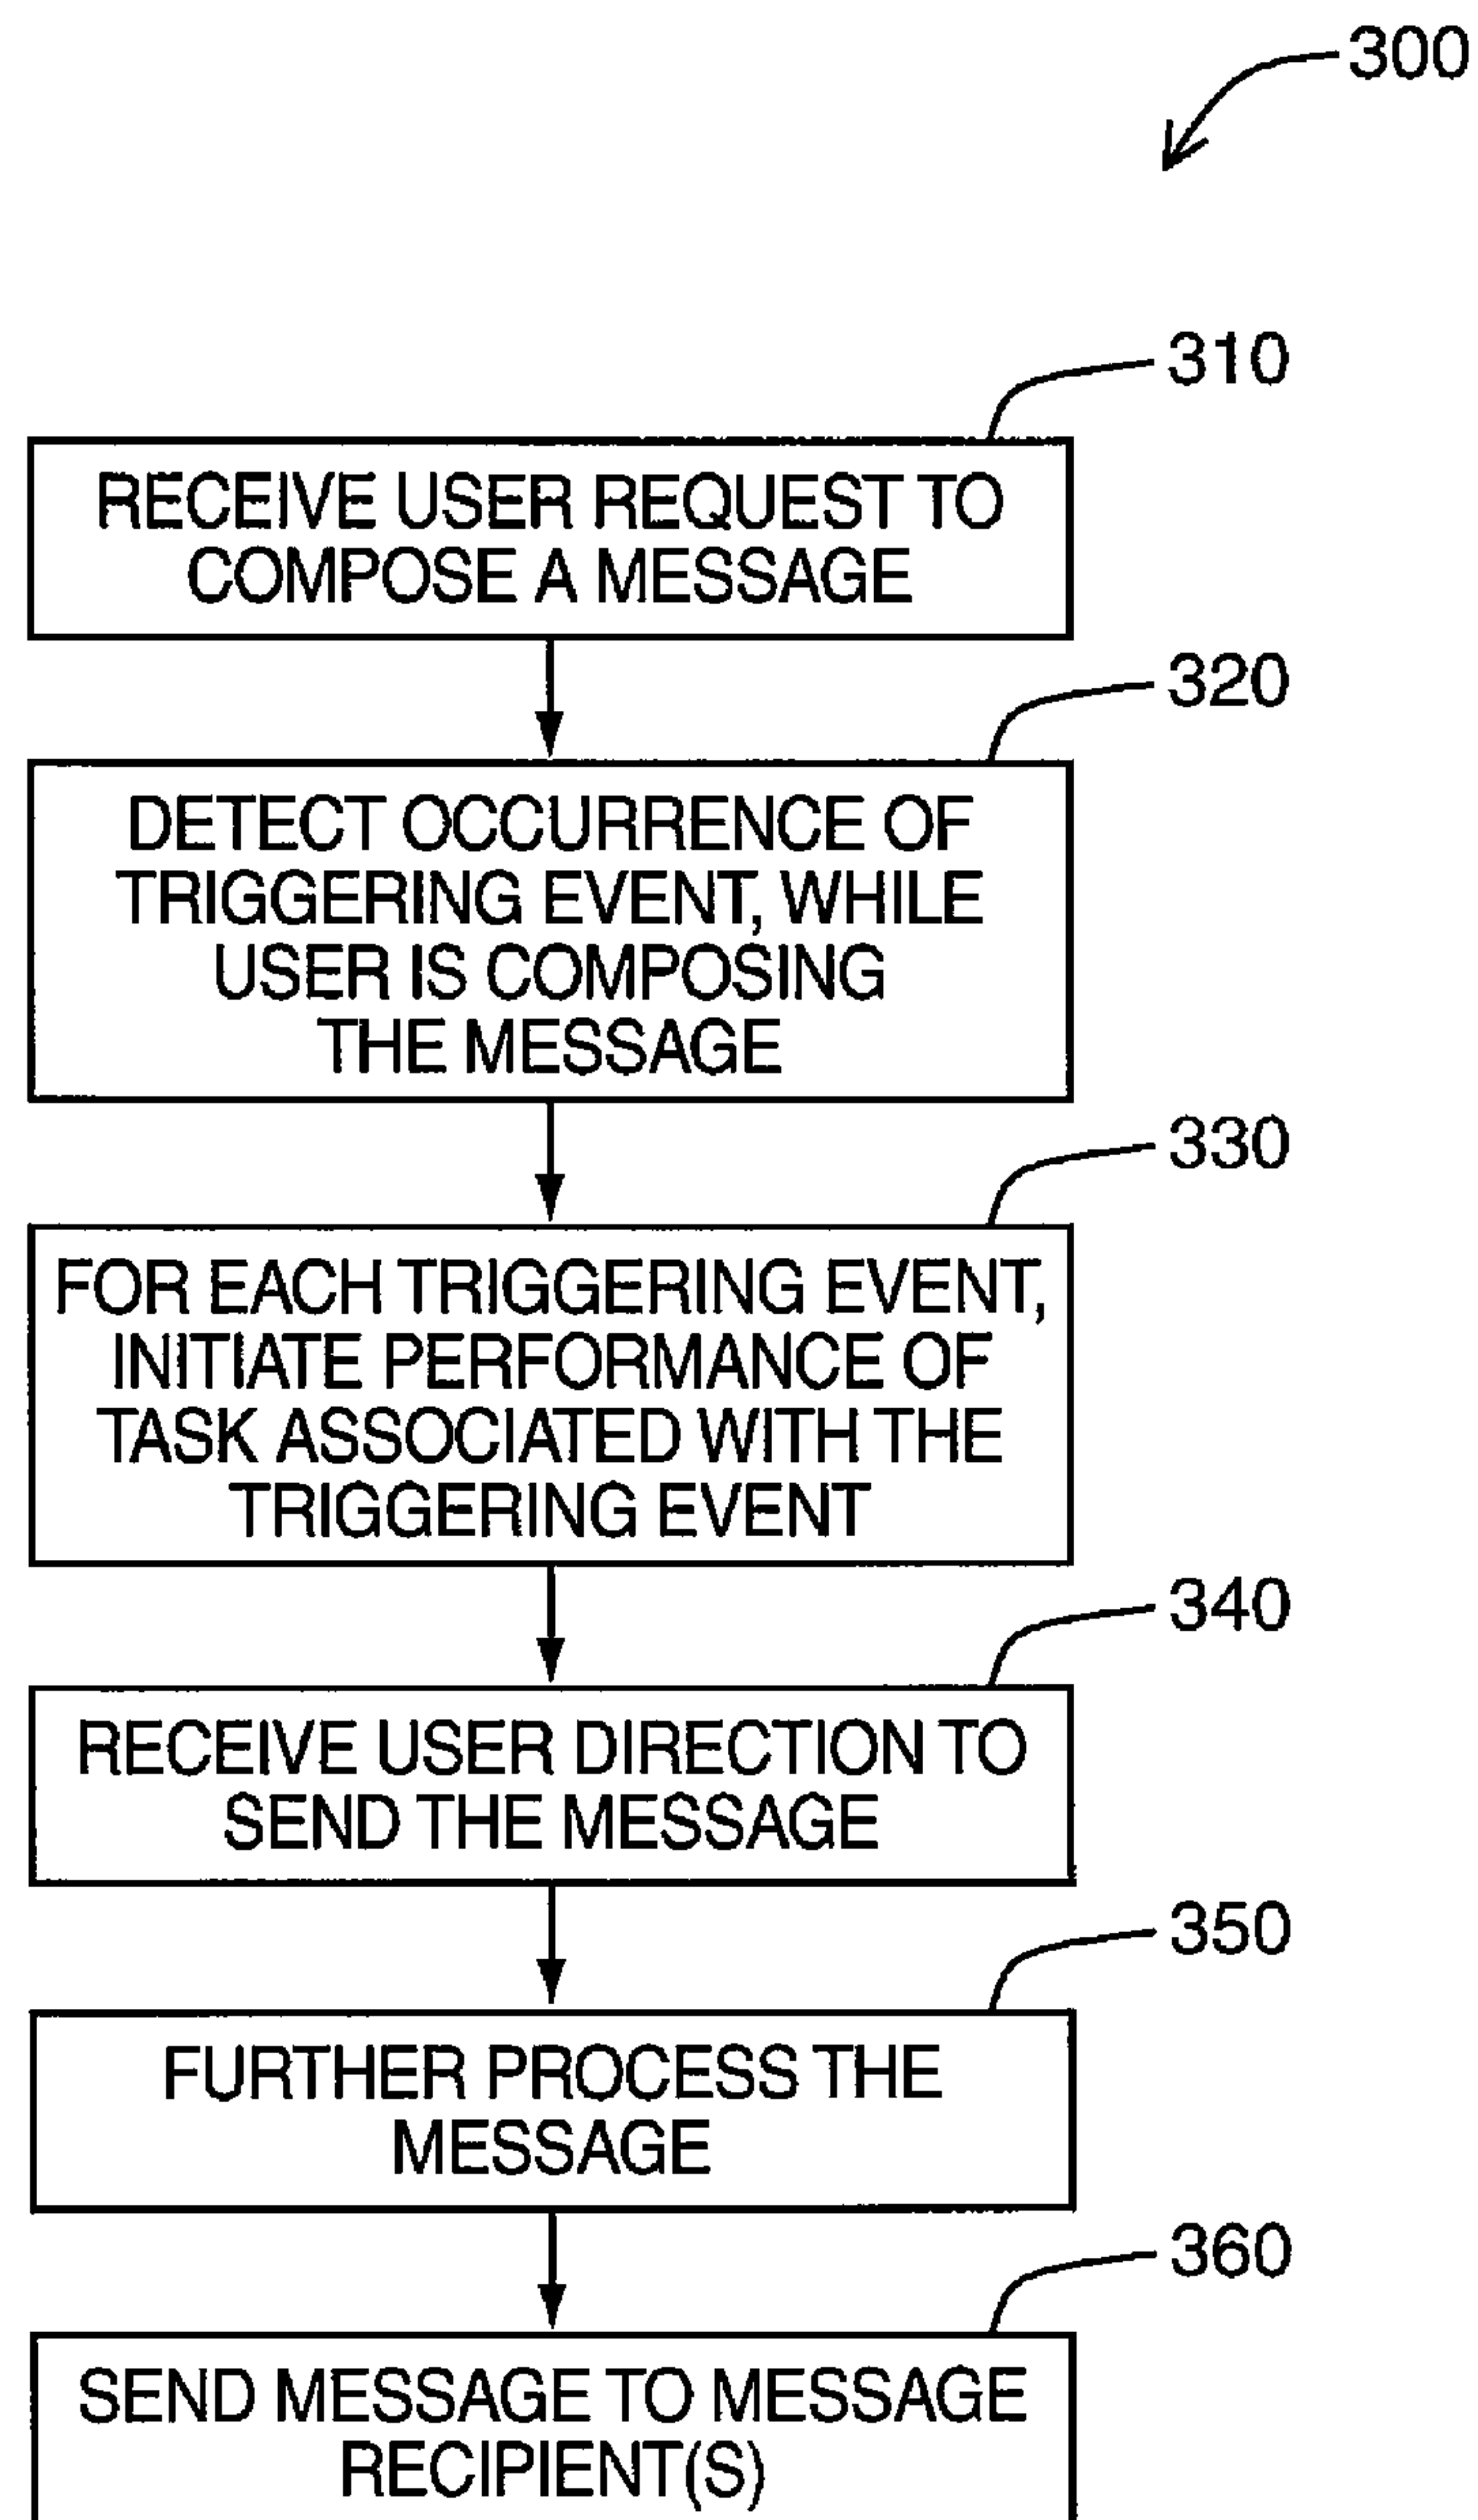 300
310
RECEIVE USER REQUEST TO
COMPOSE A MESSAGE
320
DETECT OCCURRENCE OF
TRIGGERING EVENT, WHILE
USER IS COMPOSING
THE MESSAGE
330
FOR EACH TRIGGERING EVENT,
INITIATE PERFORMANCE OF
TASK ASSOCIATED WITH THE
TRIGGERING EVENT
340
RECEIVE USER DIRECTION TO
SEND THE MESSAGE
350
FURTHER PROCESS THE
MESSAGE
360
SEND MESSAGE TO MESSAGE
RECIPIENT(S)